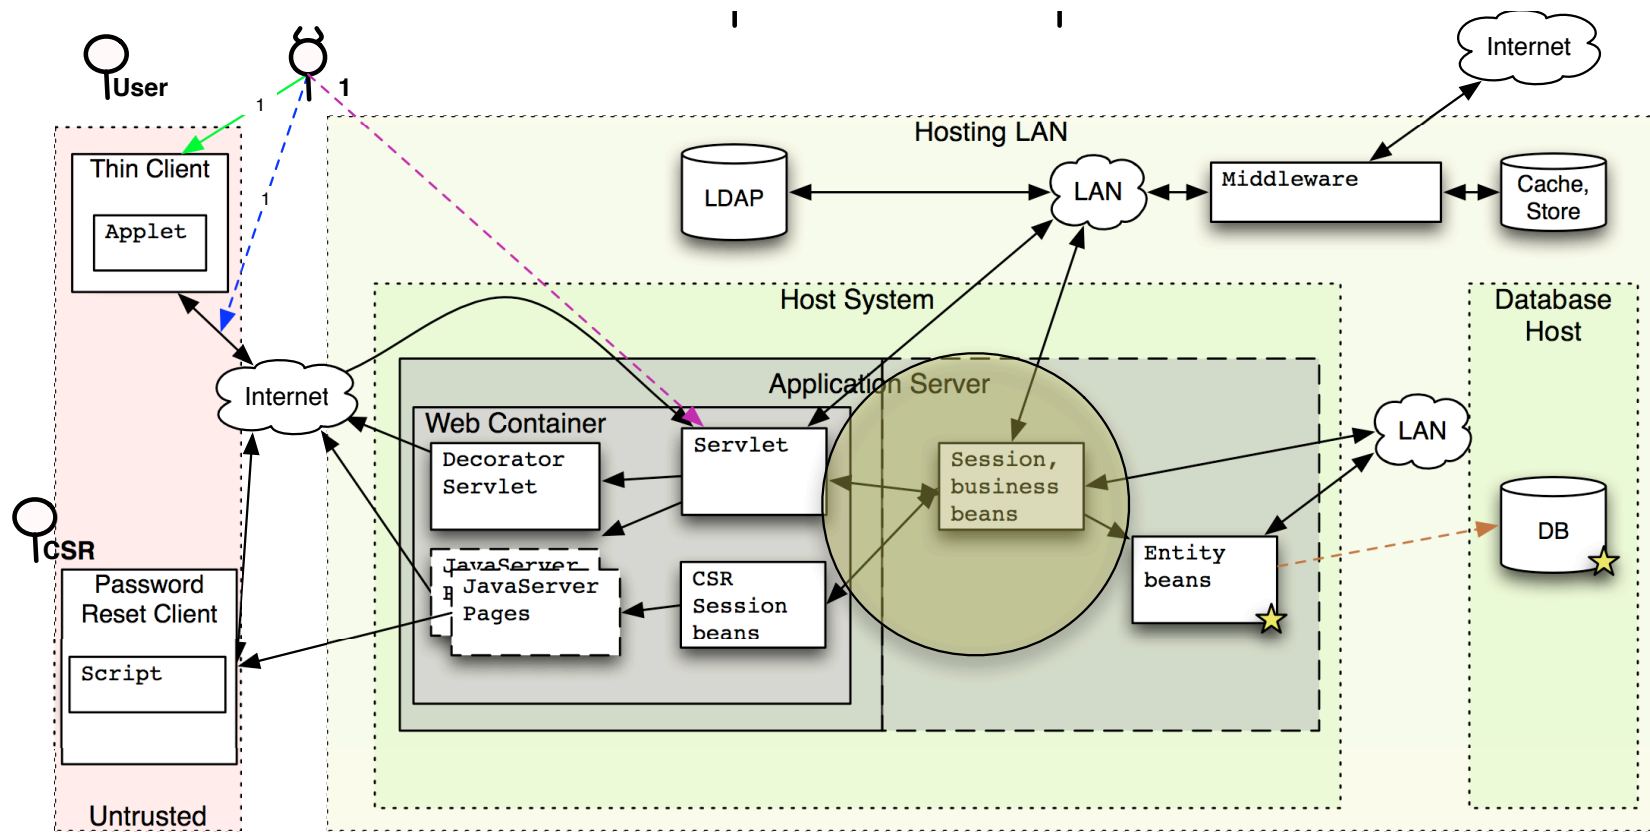 Internet
User
1
1
Hosting LAN
Thin Client
LDAP
LAN
Middleware
Cache,
Store
1
Applet
Host System
Database
Host
Internet
Application Server
Web Container
Servlet
LAN
Decorator
Servlet
Session,
business
beans
DB
CSR
Entity
beans
JavaServer
P
JavaServer
Pages
CSR
Session
beans
Password
Reset Client
Script
Untrusted